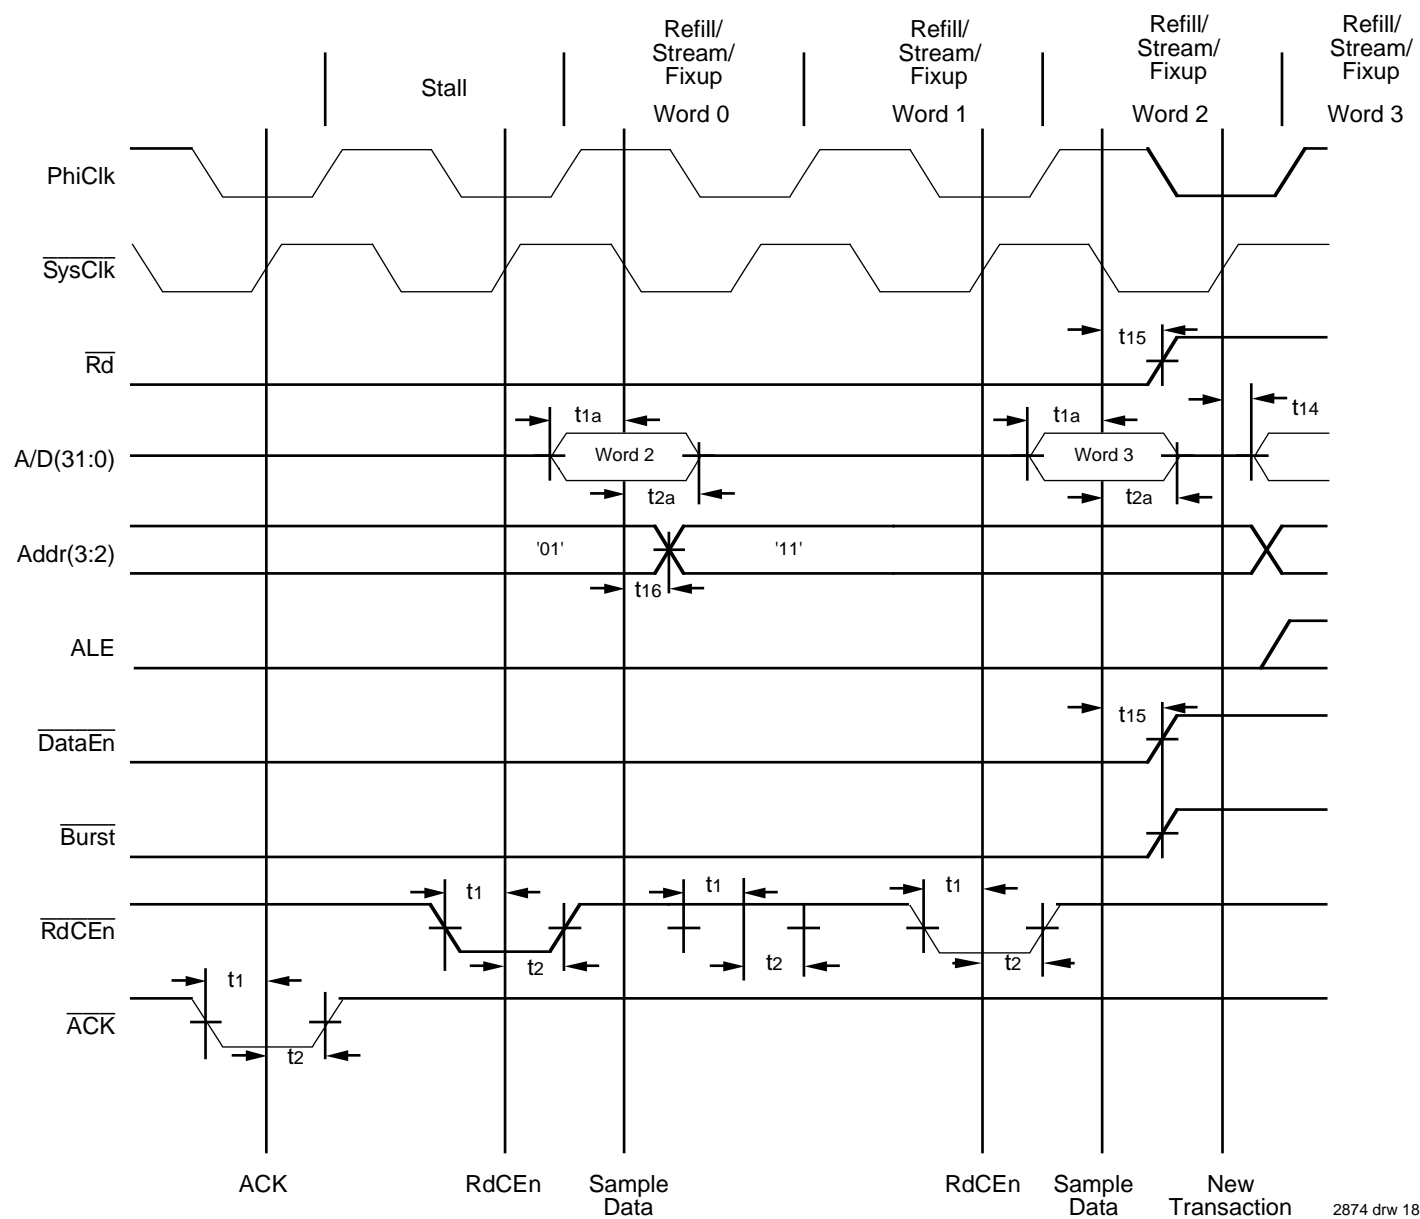 Refill/
Stream/
Fixup
Refill/
Stream/
Fixup
Refill/
Stream/
Fixup
Refill/
Stream/
Fixup
Stall
Word 0
Word 1
Word 2
Word 3
PhiClk
SysClk
Rd
t15
A/D(31:0)
t1a
Word 2
t2a
t1a
Word 3
t2a
t14
Addr(3:2)
'01'
'11'
t16
ALE
DataEn
t15
Burst
RdCEn
t1
t2
t1
t2
t1
t2
ACK
t1
t2
ACK
RdCEn
Sample
Data
RdCEn
Sample
Data
New
Transaction
2874 drw 18